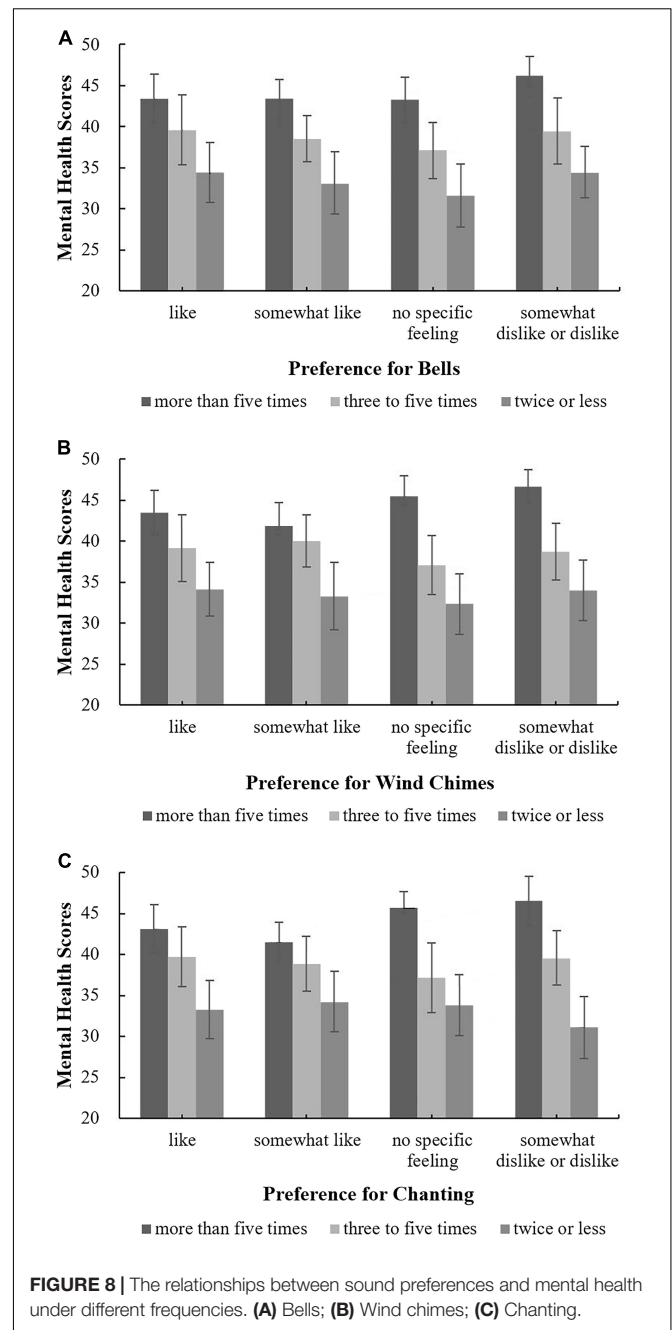 A
50
45
40
35
30
25
20
Mental Health Scores
like
somewhat like
no specific
feeling
somewhat
dislike or dislike
Preference for Bells
more than five times
three to five times
twice or less
B
50
45
40
35
30
25
20
Mental Health Scores
like
somewhat like
no specific
feeling
somewhat
dislike or dislike
Preference for Wind Chimes
more than five times
three to five times
twice or less
C
50
45
40
35
30
25
20
Mental Health Scores
like
somewhat like
no specific
feeling
somewhat
dislike or dislike
Preference for Chanting
more than five times
three to five times
twice or less
FIGURE 8 | The relationships between sound preferences and mental health
under different frequencies. (A) Bells; (B) Wind chimes; (C) Chanting.